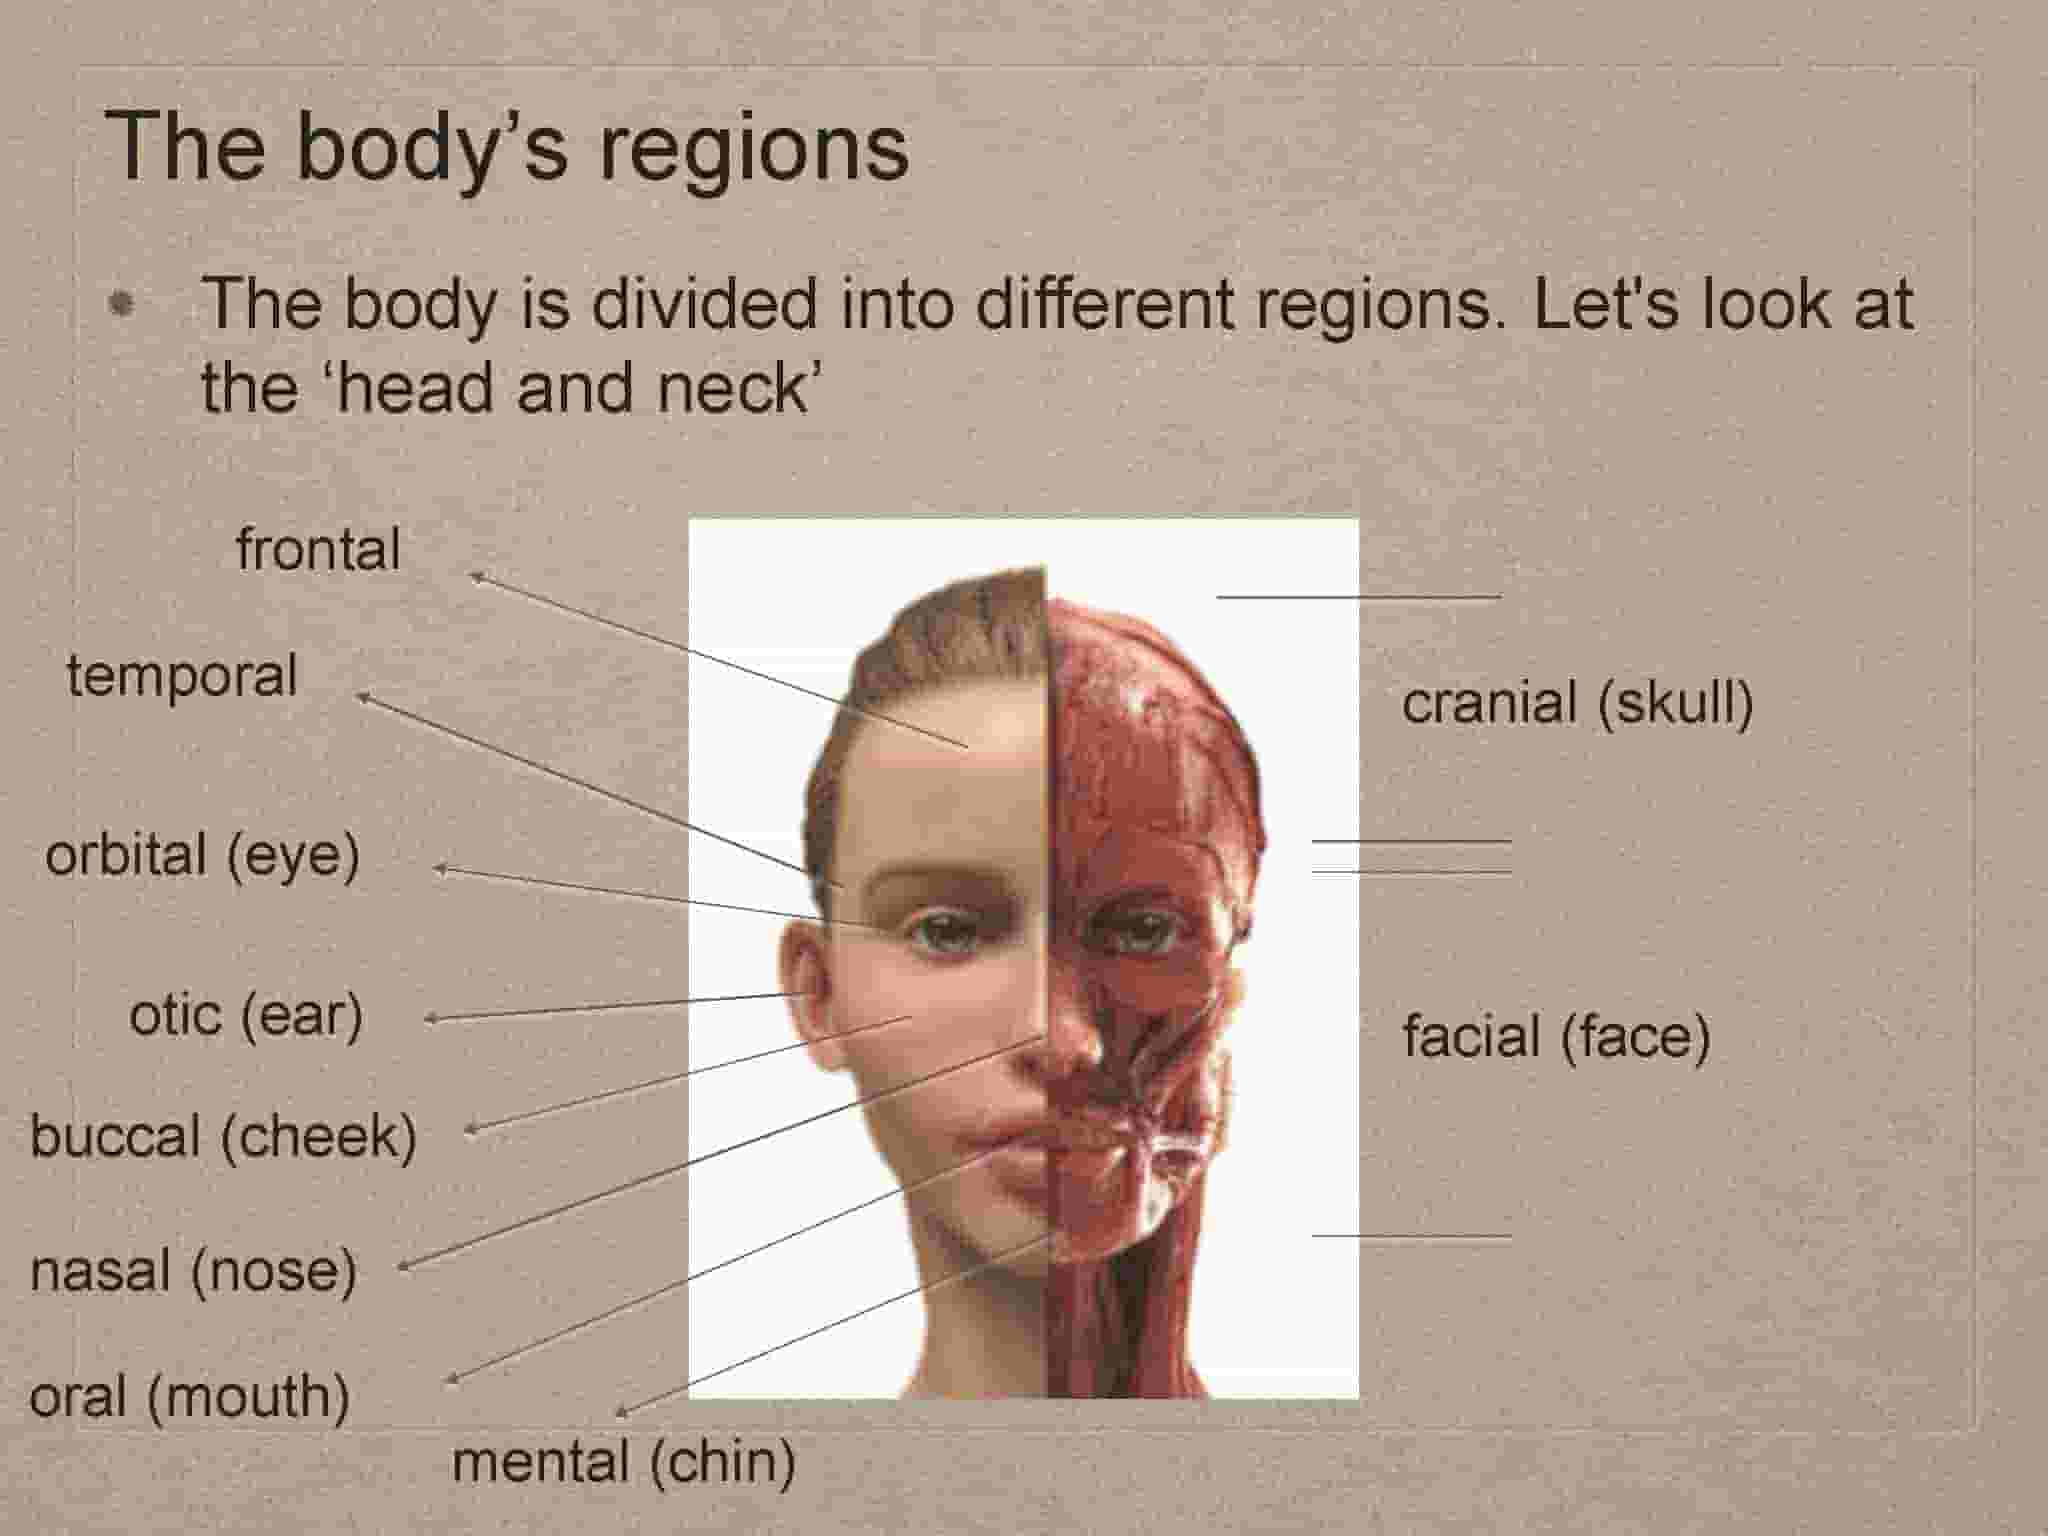 The body’s regions
• The body is divided into different regions. Let's look at
the ‘head and neck’
frontal
temporal
cranial (skull)
orbital (eye)
otic (ear)
facial (face)
buccal (cheek)
nasal (nose)
oral (mouth)
mental (chin)